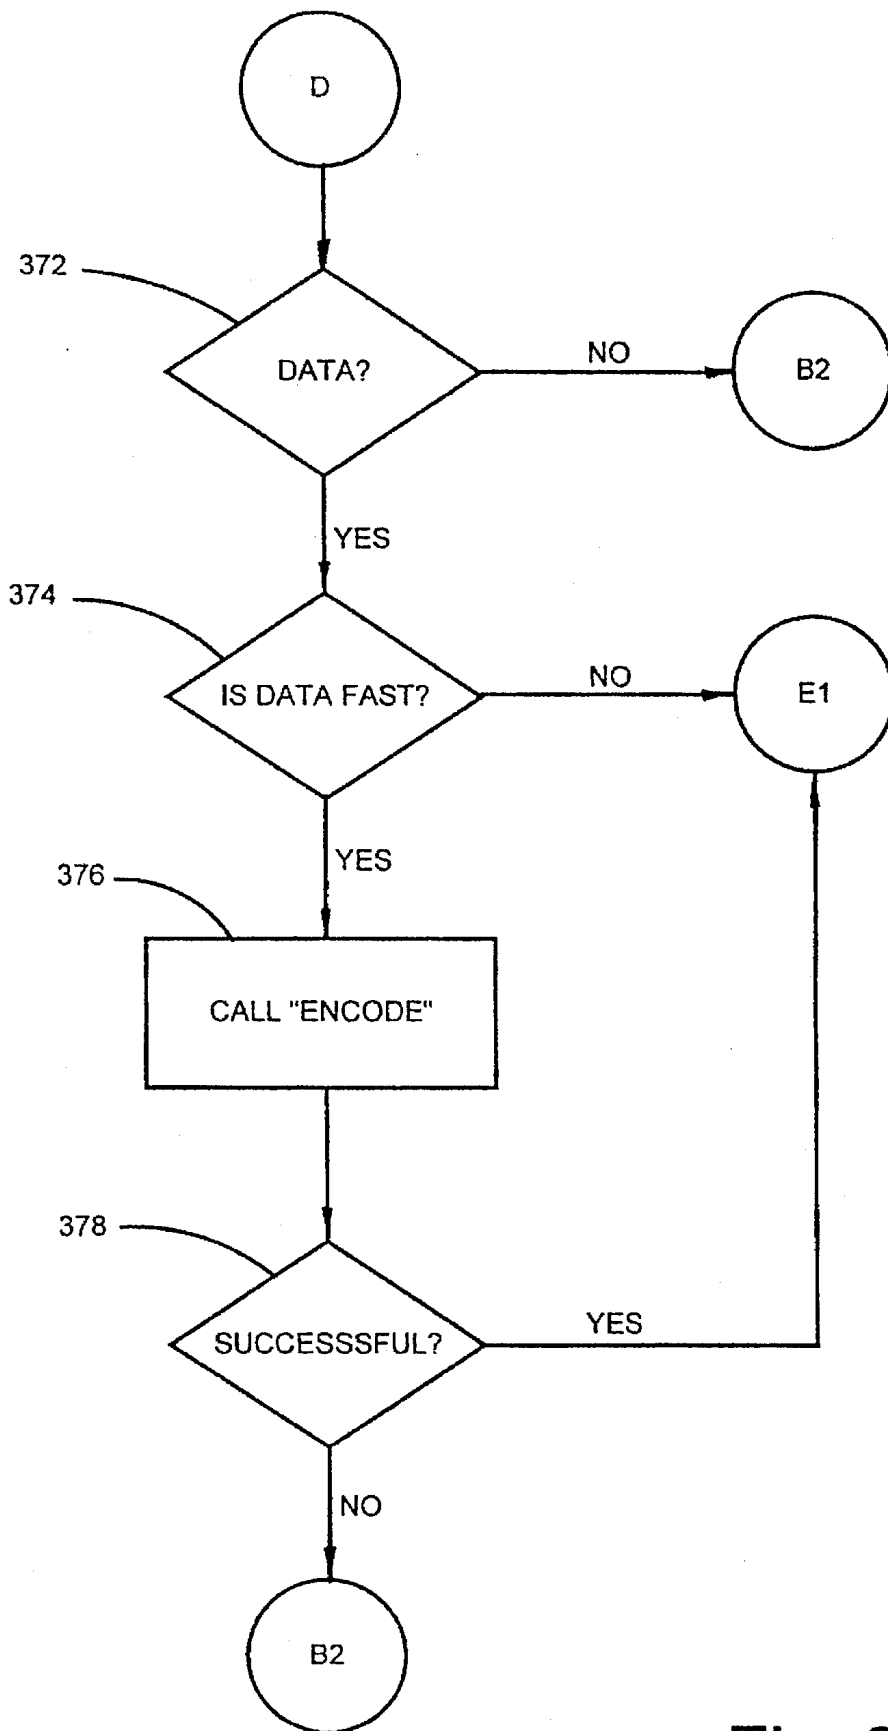 D
372
DATA?
NO
B2
YES
374
IS DATA FAST?
NO
E1
YES
376
CALL "ENCODE"
378
SUCCESSSFUL?
YES
NO
B2